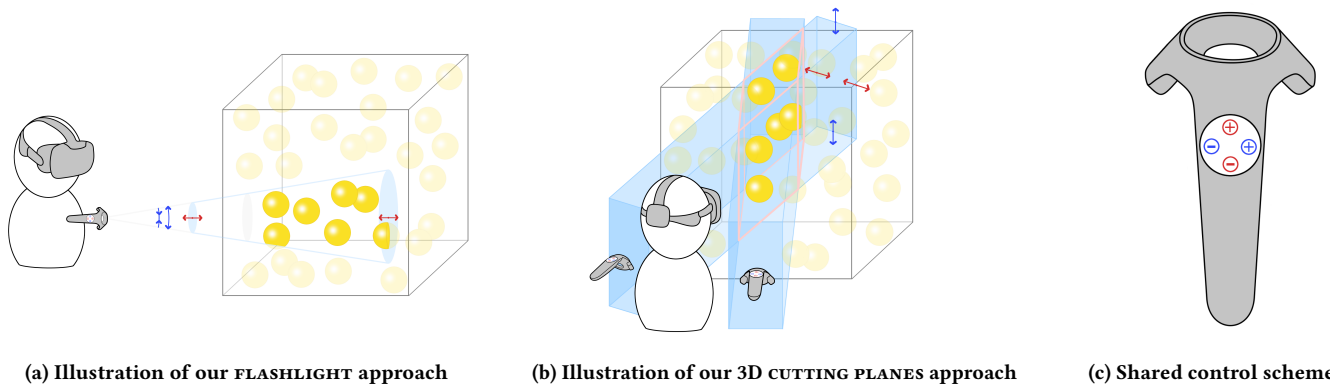 (a) Illustration of our FLASHLIGHT approach
(b) Illustration of our 3D CUTTING PLANES approach
(c) Shared control scheme